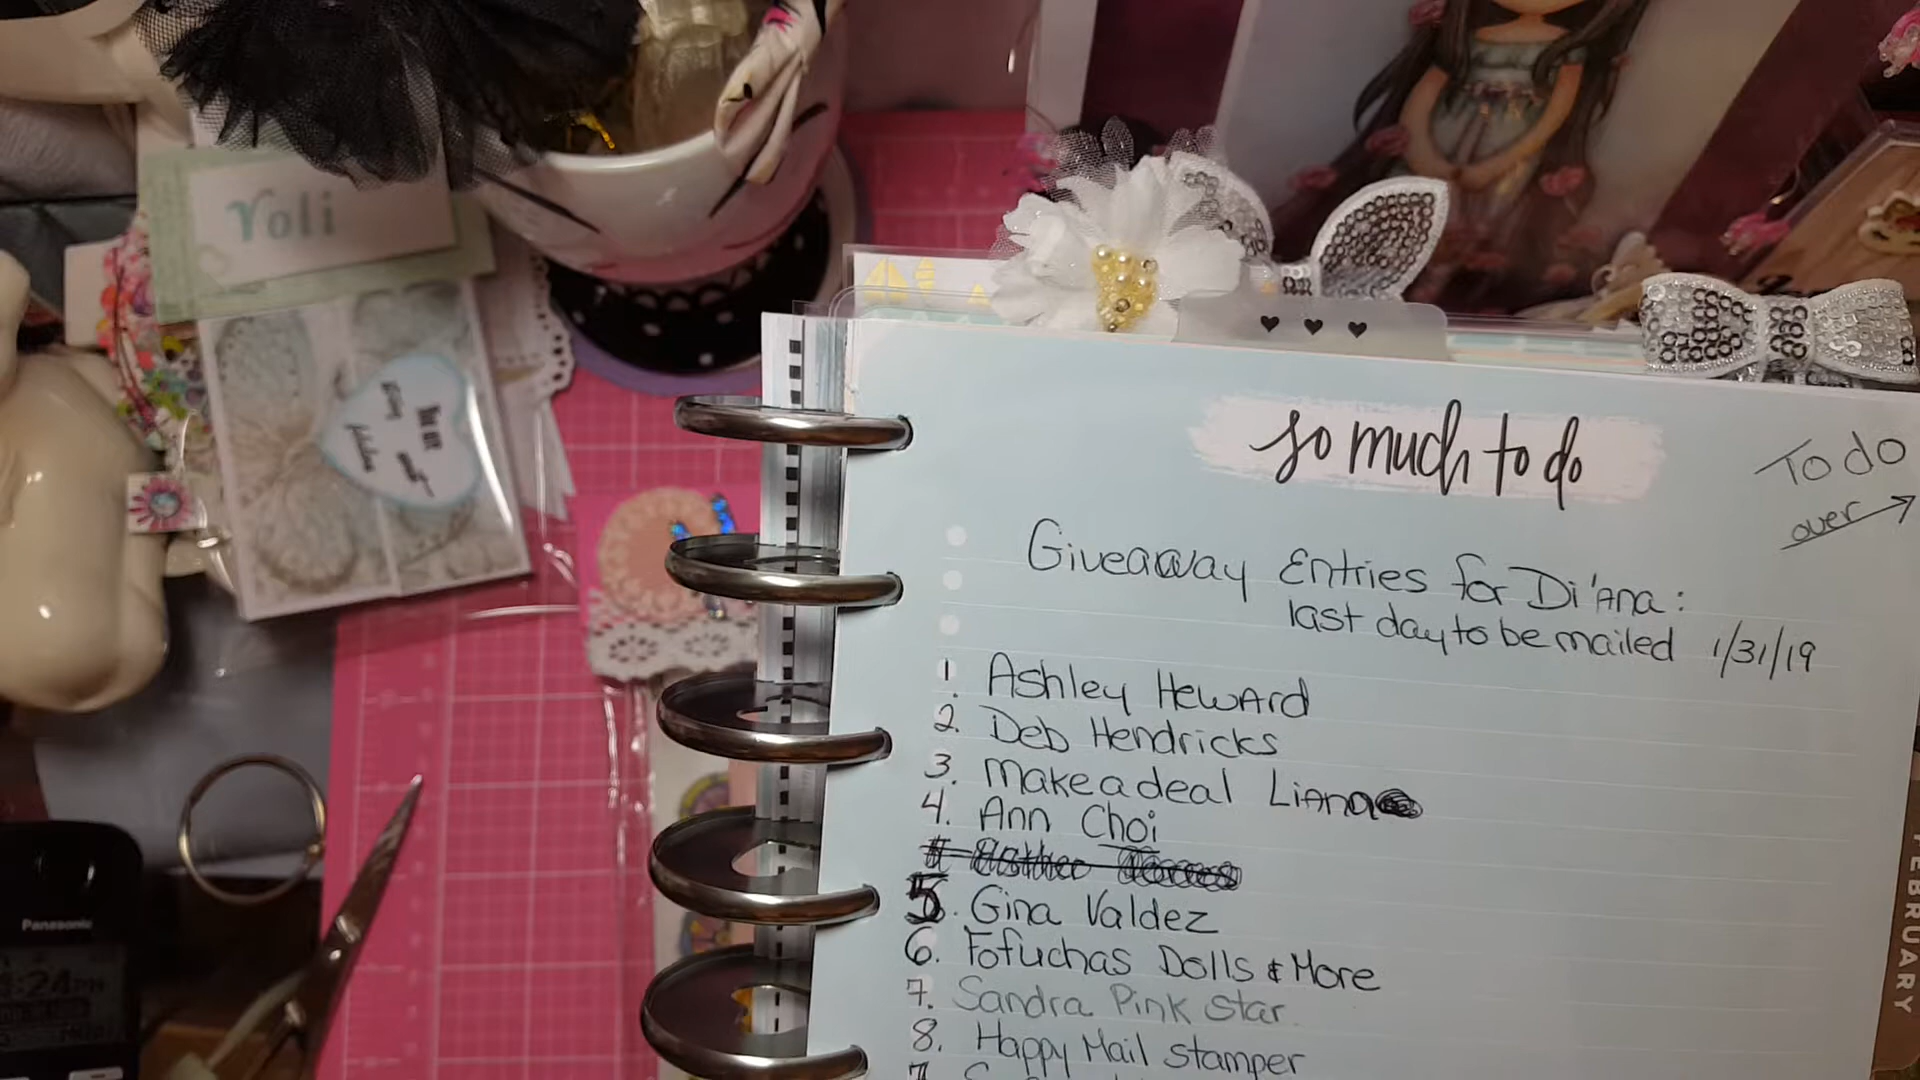 Yoli
so much to do
To do
over
Giveaway Entries for Di'Ana:
last day to be mailed 1/31/19
1. Ashley Heward
2. Deb Hendricks
3. Makeadeal Liana
4. Ann Choi
5. Gina Valdez
6. Fofuchas Dolls & More
7. Sandra Pink Star.
8. Happy Mail Stamper
FEBRUARY
Panasonic